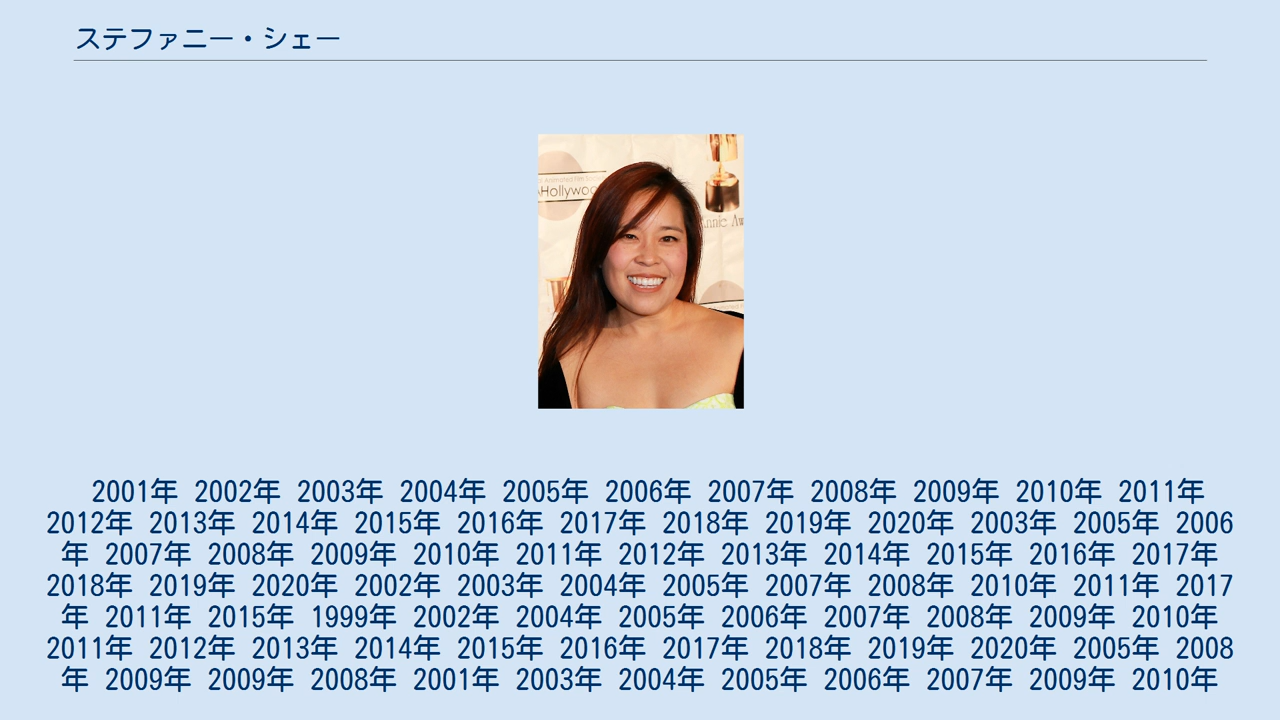 ステファニー・シェー
AHollywoo
Annie Aw
2001年 2002年 2003年 2004年 2005年 2006年 2007年 2008年 2009年 2010年 2011年
2012年 2013年 2014年 2015年 2016年 2017年 2018年 2019年 2020年 2003年 2005年 2006
年 2007年 2008年 2009年 2010年 2011年 2012年 2013年 2014年 2015年 2016年 2017年
2018年 2019年 2020年 2002年 2003年 2004年 2005年 2007年 2008年 2010年 2011年 2017
年 2011年 2015年 1999年 2002年 2004年 2005年 2006年 2007年 2008年 2009年 2010年
2011年 2012年 2013年 2014年 2015年 2016年 2017年 2018年 2019年 2020年 2005年 2008
年 2009年 2009年 2008年 2001年 2003年 2004年 2005年 2006年 2007年 2009年 2010年